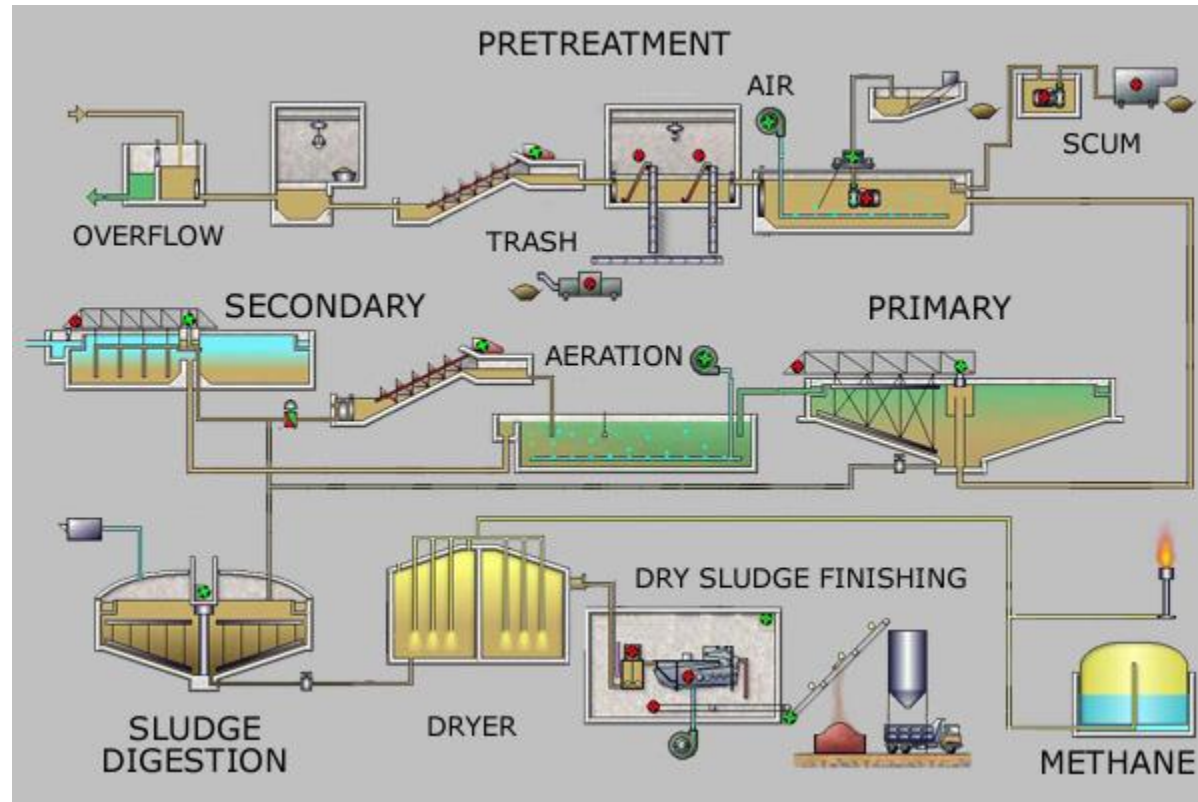 PRETREATMENT
AIR
SCUM
OVERFLOW
TRASH
SECONDARY
PRIMARY
AERATION
DRY SLUDGE FINISHING
SLUDGE
DIGESTION
DRYER
METHANE